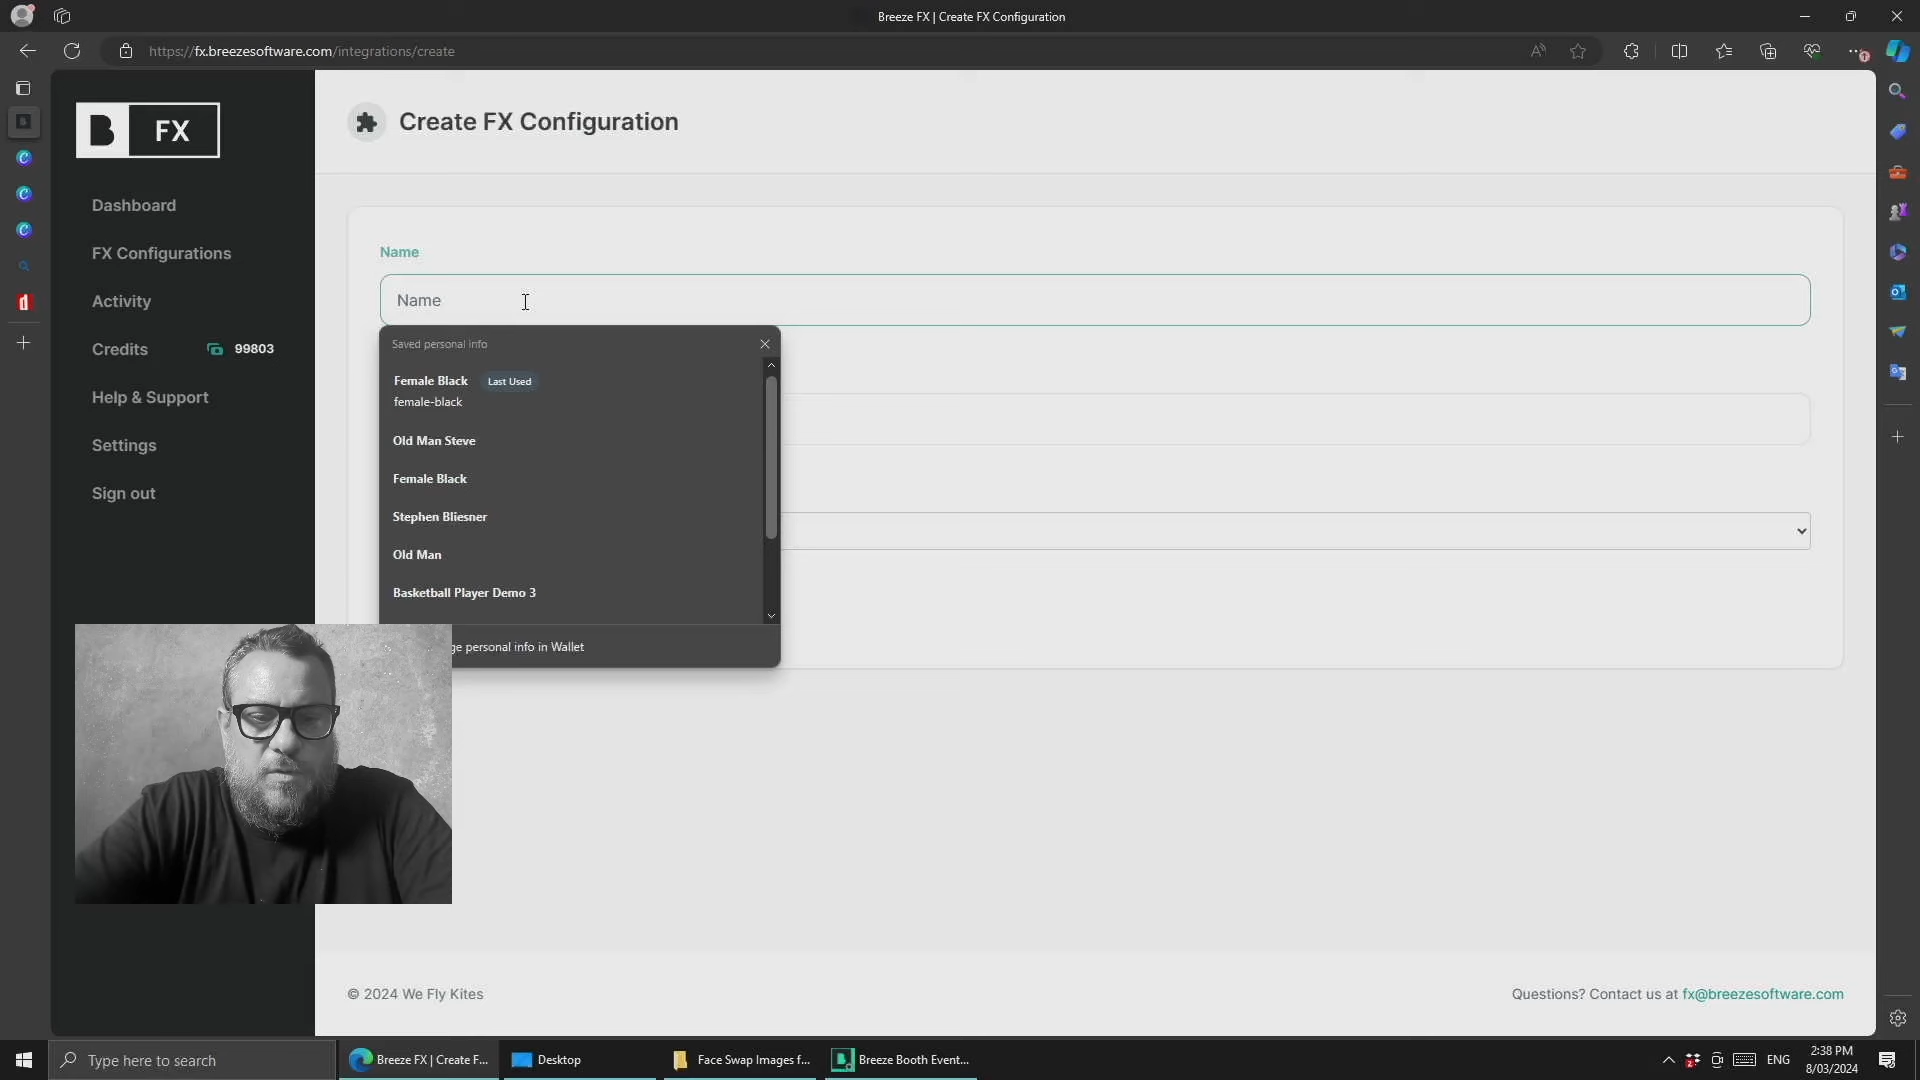 Breeze FX | Create FX Configuration
https://fx.breezesoftware.com/integrations/create
B FX
Create FX Configuration
Dashboard
FX Configurations
Activity
Credits 99803
Help & Support
Settings
Sign out
Name
Name
Saved personal info
Female Black Last Used
female-black
Old Man Steve
Female Black
Stephen Bliesner
Old Man
Basketball Player Demo 3
ge personal info in Wallet
© 2024 We Fly Kites
Questions? Contact us at fx@breezesoftware.com
Type here to search
Breeze FX | Create F...
Desktop
Face Swap Images f...
Breeze Booth Event...
ENG
2:38 PM
8/03/2024